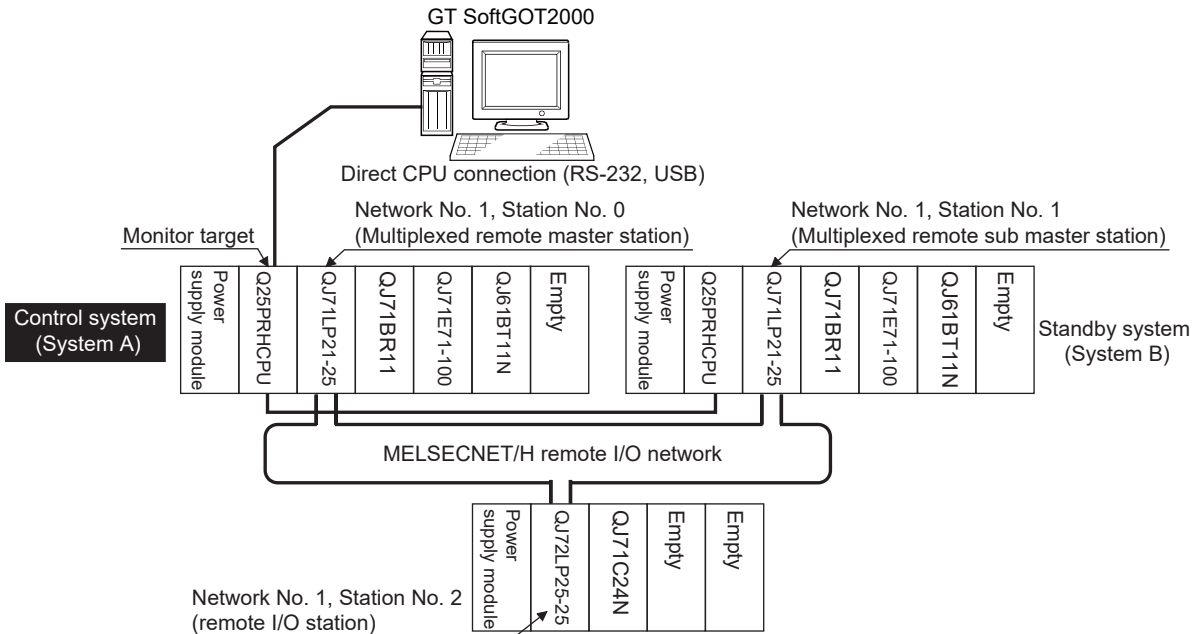 GT SoftGOT2000
Direct CPU connection (RS-232, USB)
Monitor target
Network No. 1, Station No. 0
(Multiplexed remote master station)
Network No. 1, Station No. 1
(Multiplexed remote sub master station)
Control system
(System A)
Power
supply module
Q25PRHCPU
QJ71LP21-25
QJ71BR11
QJ71E71-100
QJ61BT11N
Empty
Power
supply module
Q25PRHCPU
QJ71LP21-25
QJ71BR11
QJ71E71-100
QJ61BT11N
Empty
Standby system
(System B)
MELSECNET/H remote I/O network
Power
supply module
QJ72LP25-25
QJ71C24N
Empty
Empty
Network No. 1, Station No. 2
(remote I/O station)